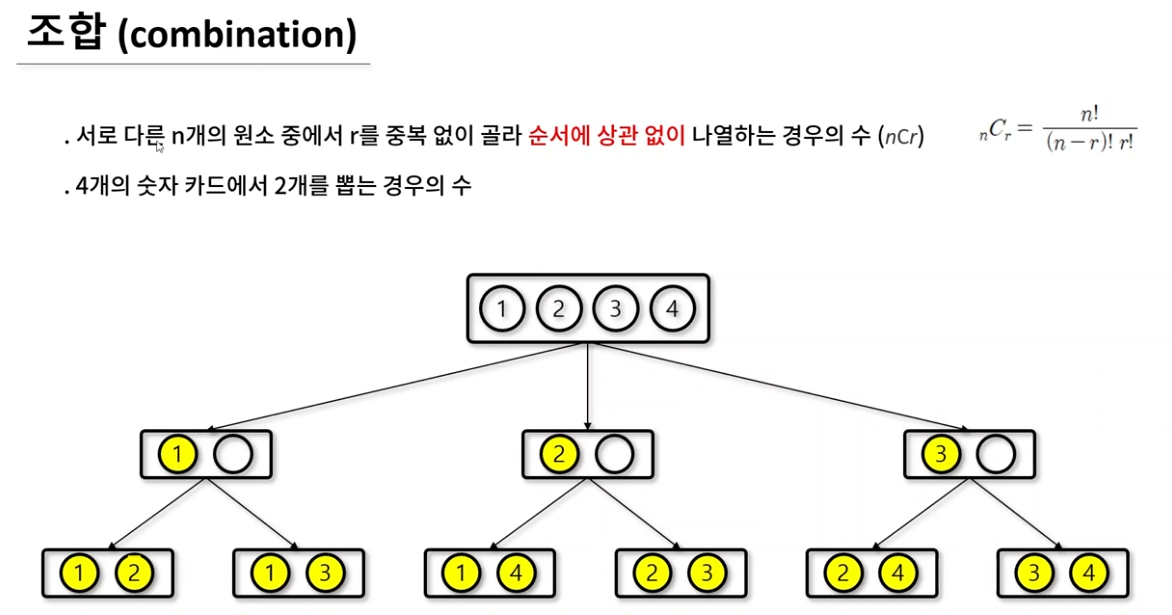 조합 (combination)
. 서로 다른 n개의 원소 중에서 r를 중복 없이 골라 순서에 상관 없이 나열하는 경우의 수 (nCr)
nCr = n! / (n − r)! r!
. 4개의 숫자 카드에서 2개를 뽑는 경우의 수
1 2 3 4
1 2 3
1 2 1 3 1 4 2 3 2 4 3 4